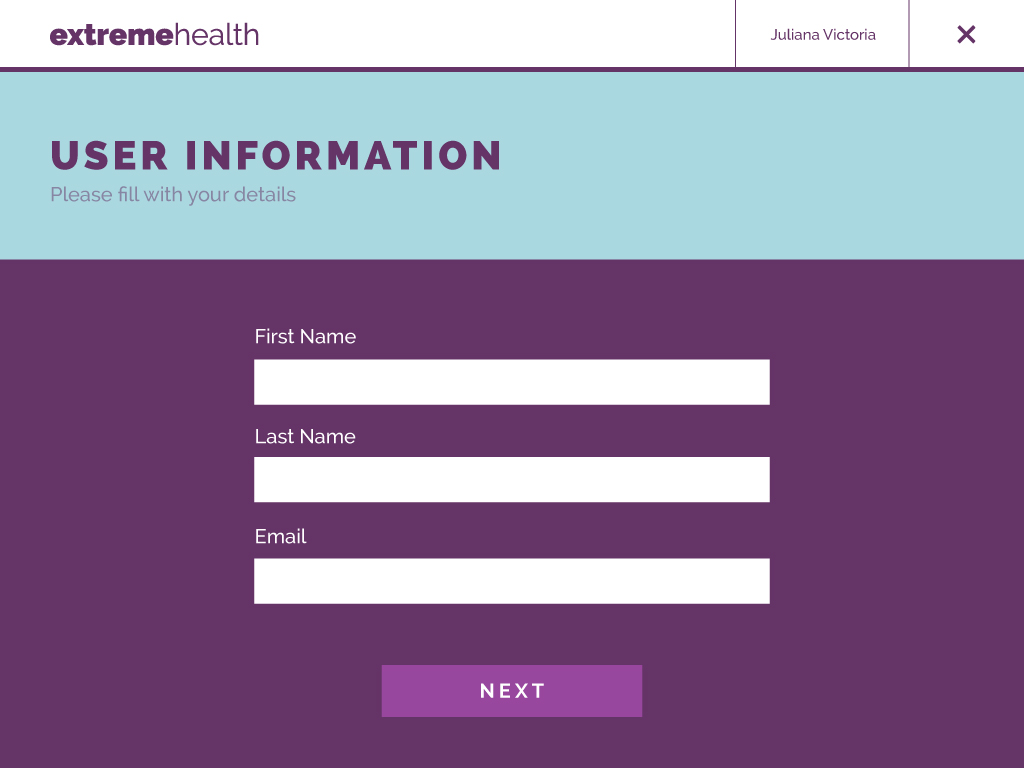 extremehealth
Juliana Victoria
USER INFORMATION
Please fill with your details
First Name
Last Name
Email
NEXT